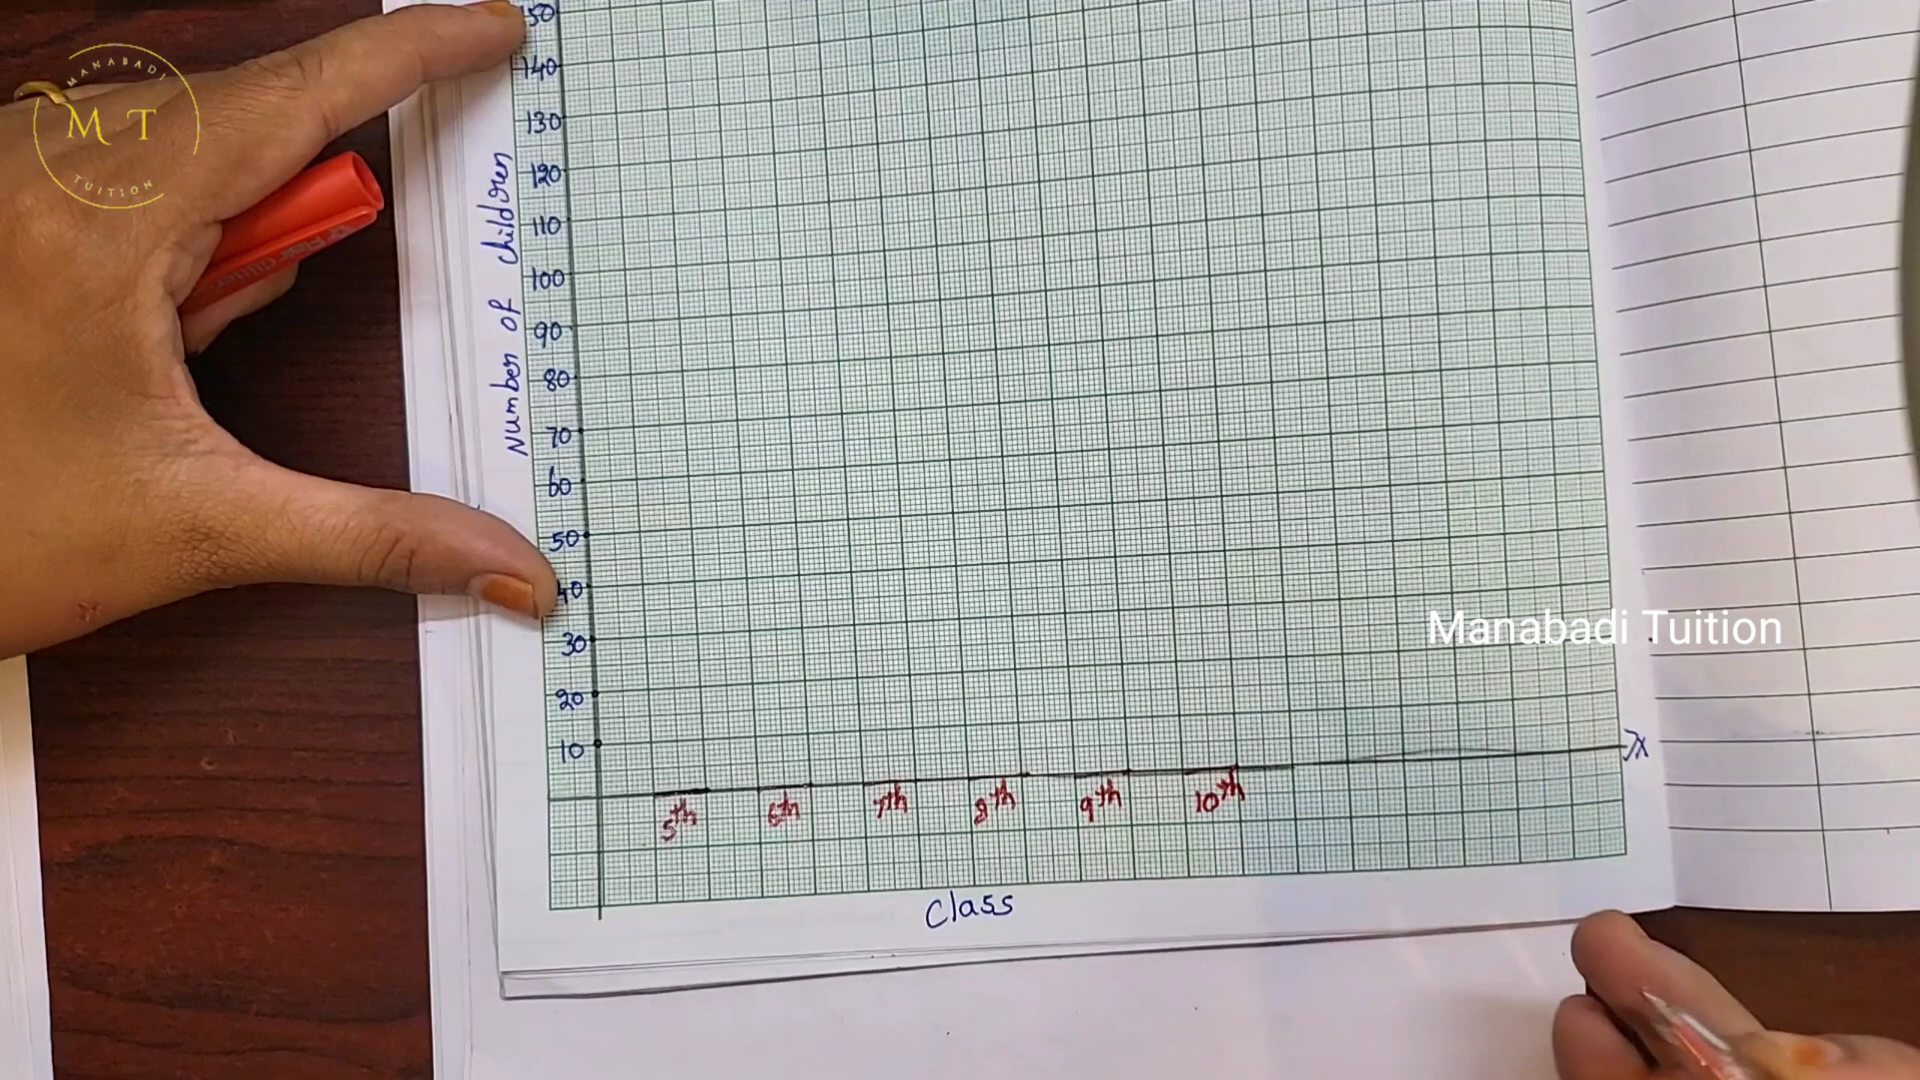 MANABADI
M T
TUITION
150
140
130
120
110
100
90
80
70
60
50
40
30
20
10
Number of children
5th
6th
7th
8th
9th
10th
X
Class
Manabadi Tuition